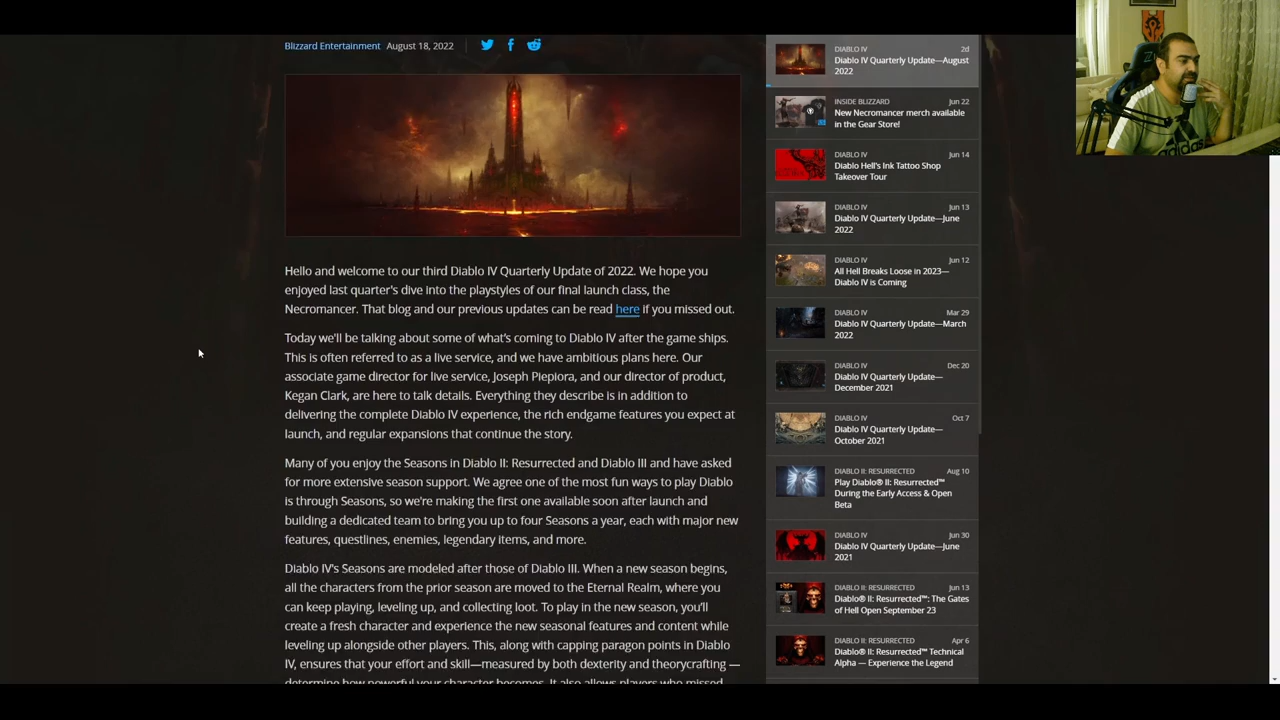 Blizzard Entertainment August 18, 2022
Hello and welcome to our third Diablo IV Quarterly Update of 2022. We hope you
enjoyed last quarter's dive into the playstyles of our final launch class, the
Necromancer. That blog and our previous updates can be read here if you missed out.
Today we'll be talking about some of what's coming to Diablo IV after the game ships.
This is often referred to as a live service, and we have ambitious plans here. Our
associate game director for live service, Joseph Piepiora, and our director of product,
Kegan Clark, are here to talk details. Everything they describe is in addition to
delivering the complete Diablo IV experience, the rich endgame features you expect at
launch, and regular expansions that continue the story.
Many of you enjoy the Seasons in Diablo II: Resurrected and Diablo III and have asked
for more extensive season support. We agree one of the most fun ways to play Diablo
is through Seasons, so we're making the first one available soon after launch and
building a dedicated team to bring you up to four Seasons a year, each with major new
features, questlines, enemies, legendary items, and more.
Diablo IV's Seasons are modeled after those of Diablo III. When a new season begins,
all the characters from the prior season are moved to the Eternal Realm, where you
can keep playing, leveling up, and collecting loot. To play in the new season, you'll
create a fresh character and experience the new seasonal features and content while
leveling up alongside other players. This, along with capping paragon points in Diablo
IV, ensures that your effort and skill—measured by both dexterity and theorycrafting —
determine how powerful your character becomes. It also allows players who missed
DIABLO IV 2d
Diablo IV Quarterly Update—August
2022
INSIDE BLIZZARD Jun 22
New Necromancer merch available
in the Gear Store!
DIABLO IV Jun 14
Diablo Hell's Ink Tattoo Shop
Takeover Tour
DIABLO IV Jun 13
Diablo IV Quarterly Update—June
2022
DIABLO IV Jun 12
All Hell Breaks Loose in 2023—
Diablo IV is Coming
DIABLO IV Mar 29
Diablo IV Quarterly Update—March
2022
DIABLO IV Dec 20
Diablo IV Quarterly Update—
December 2021
DIABLO IV Oct 7
Diablo IV Quarterly Update—
October 2021
DIABLO II: RESURRECTED Aug 10
Play Diablo® II: Resurrected™
During the Early Access & Open
Beta
DIABLO IV Jun 30
Diablo IV Quarterly Update—June
2021
DIABLO II: RESURRECTED Jun 13
Diablo® II: Resurrected™: The Gates
of Hell Open September 23
DIABLO II: RESURRECTED Apr 6
Diablo® II: Resurrected™ Technical
Alpha — Experience the Legend
adidas